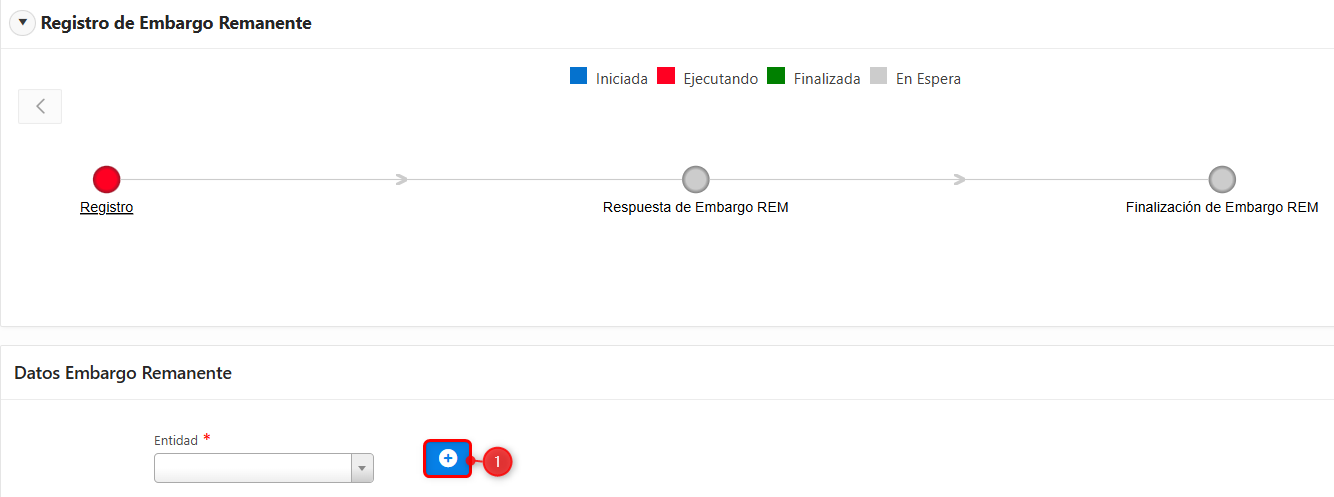 Registro de Embargo Remanente
Iniciada Ejecutando Finalizada En Espera
Registro Respuesta de Embargo REM Finalización de Embargo REM
Datos Embargo Remanente
Entidad *
1